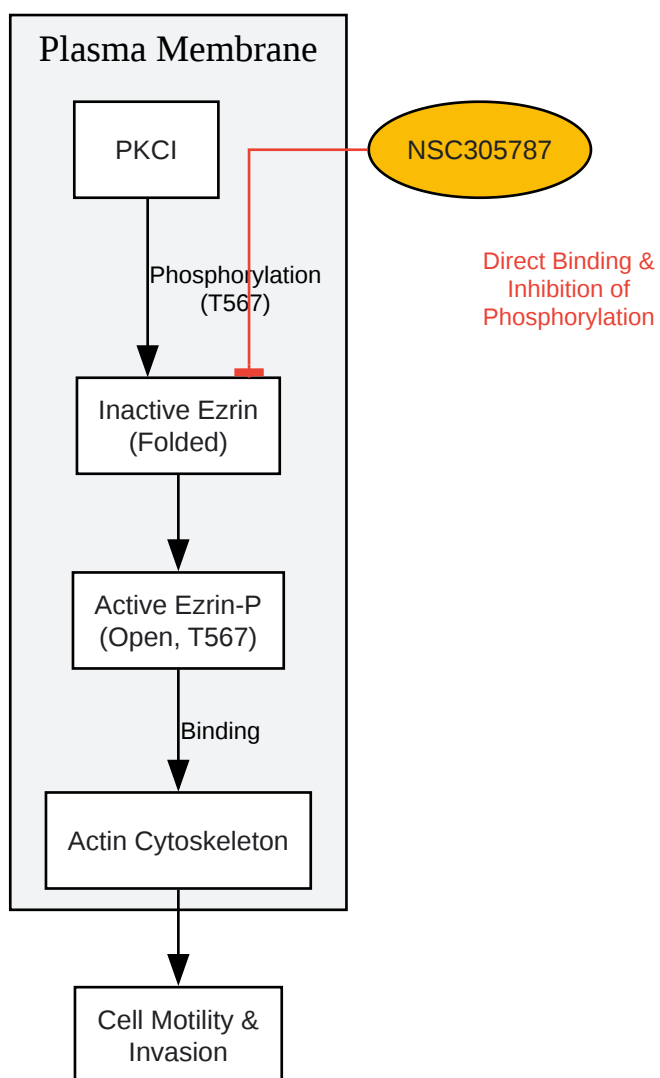 Plasma Membrane
PKCI
NSC305787
Phosphorylation
(T567)
Direct Binding &
Inhibition of
Phosphorylation
Inactive Ezrin
(Folded)
Active Ezrin-P
(Open, T567)
Binding
Actin Cytoskeleton
Cell Motility &
Invasion